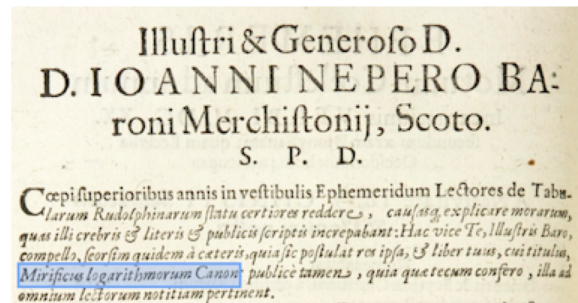 Illuſtri & Generoſo D.
D. IOANNI NEPERO BA-
roni Merchiſtonij, Scoto.
S. P. D.
Cœpi ſuperioribus annis in veſtibulis Ephemeridum Lectores de Tabu-
larum Rudolphinarum ſtatu certiores reddere, cauſasq, explicare morarum,
quas illi crebris & literis & publicis ſcriptis increpabant: Hac vice Te, Illuſtris Baro,
compello, ſeorſim quidem à cæteris, quia ſic poſtulat res ipſa, & liber tuus, cui titulus,
Mirificus logarithmorum Canon publicè tamen, quia quæ tecum confero, illa ad
omnium lectorum notitiam pertinent.